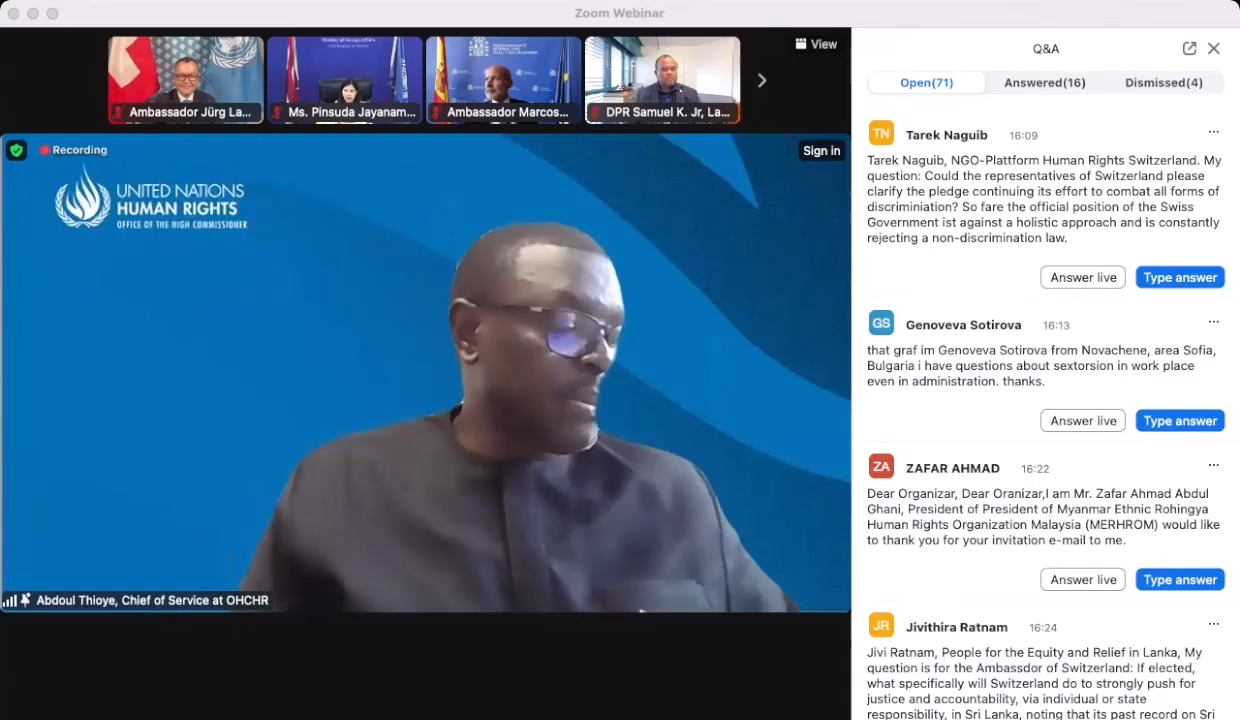 Zoom Webinar
Ambassador Jürg La...
Ms. Pinsuda Jayanam...
Ambassador Marcos...
DPR Samuel K. Jr, La...
View
Recording
Sign in
UNITED NATIONS
HUMAN RIGHTS
OFFICE OF THE HIGH COMMISSIONER
Abdoul Thioye, Chief of Service at OHCHR
Q&A
Open(71) Answered(16) Dismissed(4)
TN Tarek Naguib 16:09 ...
Tarek Naguib, NGO-Plattform Human Rights Switzerland. My
question: Could the representatives of Switzerland please
clarify the pledge continuing its effort to combat all forms of
discriminiation? So fare the official position of the Swiss
Government ist against a holistic approach and is constantly
rejecting a non-discrimination law.
Answer live Type answer
GS Genoveva Sotirova 16:13 ...
that graf im Genoveva Sotirova from Novachene, area Sofia,
Bulgaria i have questions about sextorsion in work place
even in administration. thanks.
Answer live Type answer
ZA ZAFAR AHMAD 16:22 ...
Dear Organizar, Dear Oranizar,I am Mr. Zafar Ahmad Abdul
Ghani, President of President of Myanmar Ethnic Rohingya
Human Rights Organization Malaysia (MERHROM) would like
to thank you for your invitation e-mail to me.
Answer live Type answer
JR Jivithira Ratnam 16:24 ...
Jivi Ratnam, People for the Equity and Relief in Lanka, My
question is for the Ambassdor of Switzerland: If elected,
what specifically will Switzerland do to strongly push for
justice and accountability, via individual or state
responsibility, in Sri Lanka, noting that its past record on Sri